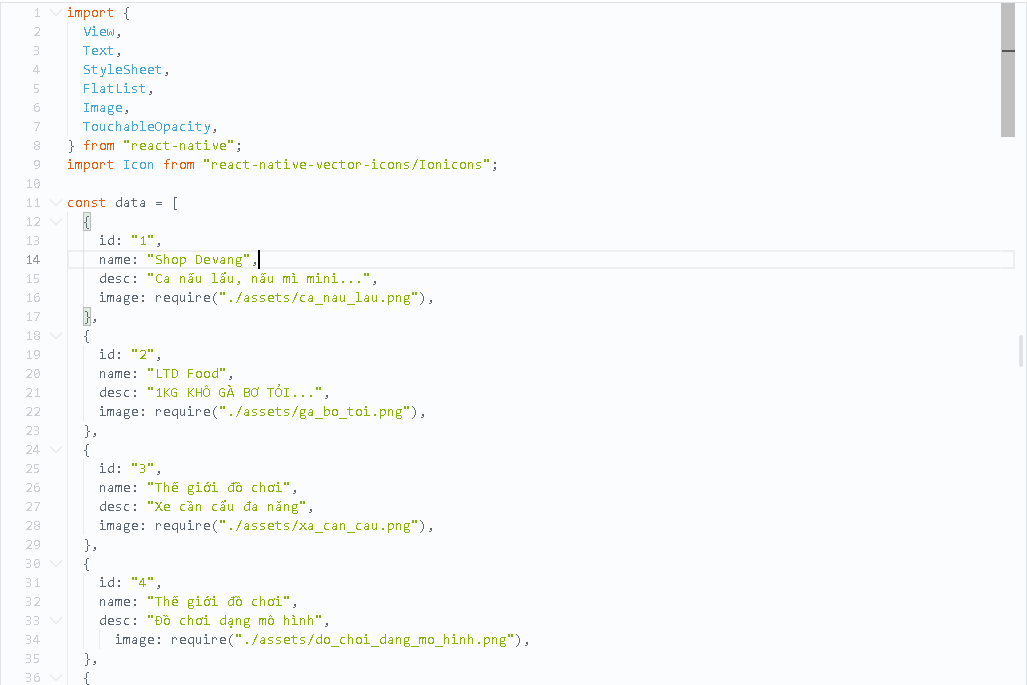 1 import {
2 View,
3 Text,
4 StyleSheet,
5 FlatList,
6 Image,
7 TouchableOpacity,
8 } from "react-native";
9 import Icon from "react-native-vector-icons/Ionicons";
10
11 const data = [
12 {
13 id: "1",
14 name: "Shop Devang",
15 desc: "Ca nấu lẩu, nấu mì mini...",
16 image: require("./assets/ca_nau_lau.png"),
17 },
18 {
19 id: "2",
20 name: "LTD Food",
21 desc: "1KG KHÔ GÀ BƠ TỎI...",
22 image: require("./assets/ga_bo_toi.png"),
23 },
24 {
25 id: "3",
26 name: "Thế giới đồ chơi",
27 desc: "Xe cần cẩu đa năng",
28 image: require("./assets/xa_can_cau.png"),
29 },
30 {
31 id: "4",
32 name: "Thế giới đồ chơi",
33 desc: "Đồ chơi dạng mô hình",
34 image: require("./assets/do_choi_dang_mo_hinh.png"),
35 },
36 {